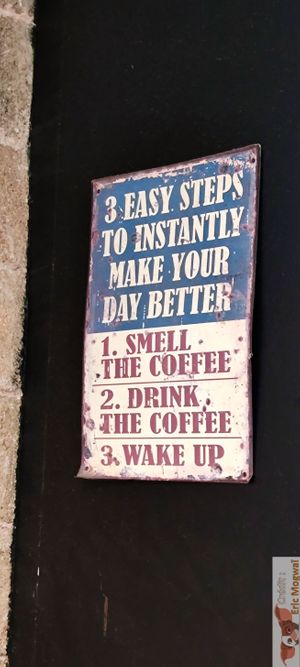 3 EASY STEPS
TO INSTANTLY
MAKE YOUR
DAY BETTER
1. SMELL
THE COFFEE
2. DRINK
THE COFFEE
3. WAKE UP
Crédits :
Eric Mogwai